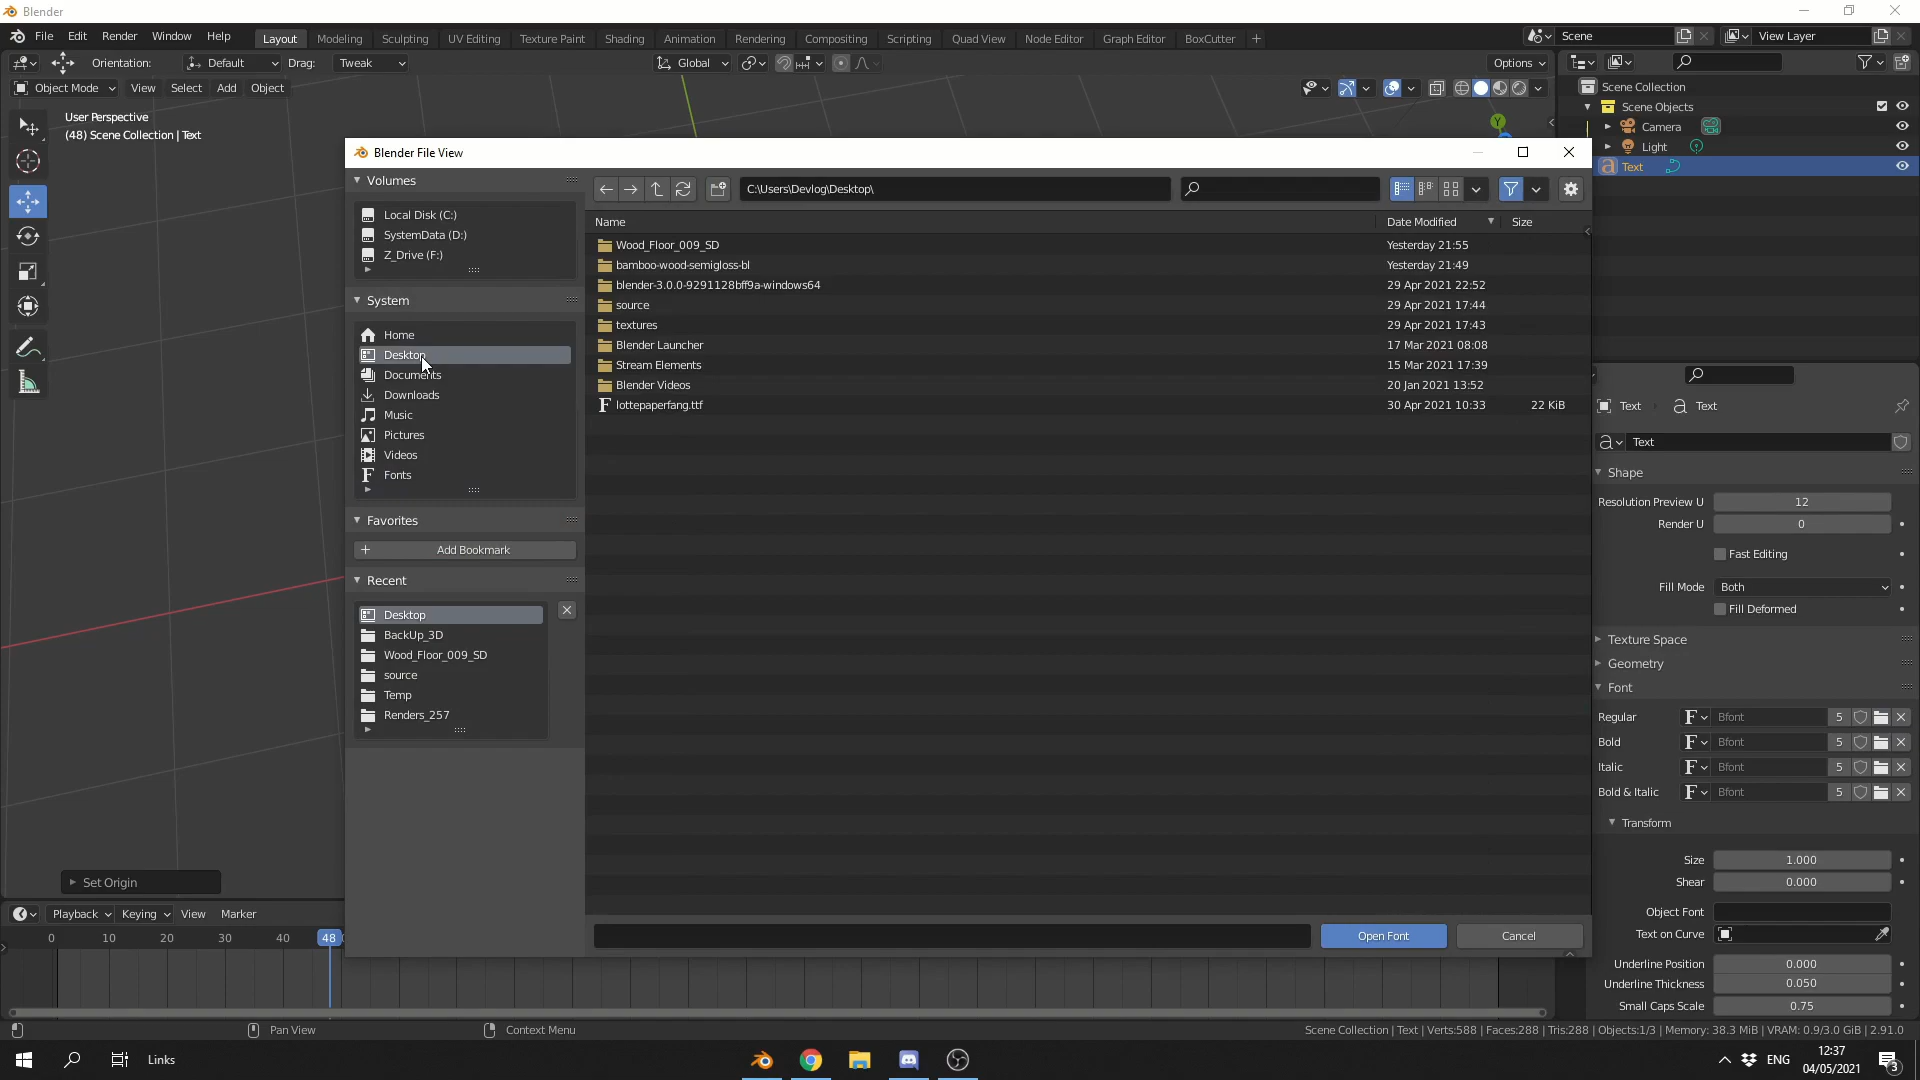 Blender
File Edit Render Window Help
Layout Modeling Sculpting UV Editing Texture Paint Shading Animation Rendering Compositing Scripting Quad View Node Editor Graph Editor BoxCutter +
Scene View Layer
Orientation: Default Drag: Tweak Global Options
Object Mode View Select Add Object
User Perspective
(48) Scene Collection | Text
Y
Scene Collection
Scene Objects
Camera
Light
Text
Blender File View
Volumes
Local Disk (C:)
SystemData (D:)
Z_Drive (F:)
System
Home
Desktop
Documents
Downloads
Music
Pictures
Videos
Fonts
Favorites
Add Bookmark
Recent
Desktop
BackUp_3D
Wood_Floor_009_SD
source
Temp
Renders_257
C:\Users\Devlog\Desktop\
Name Date Modified Size
Wood_Floor_009_SD Yesterday 21:55
bamboo-wood-semigloss-bl Yesterday 21:49
blender-3.0.0-9291128bff9a-windows64 29 Apr 2021 22:52
source 29 Apr 2021 17:44
textures 29 Apr 2021 17:43
Blender Launcher 17 Mar 2021 08:08
Stream Elements 15 Mar 2021 17:39
Blender Videos 20 Jan 2021 13:52
lottepaperfang.ttf 30 Apr 2021 10:33 22 KiB
Open Font Cancel
Text Text
Text
Shape
Resolution Preview U 12
Render U 0
Fast Editing
Fill Mode Both
Fill Deformed
Texture Space
Geometry
Font
Regular F Bfont 5
Bold F Bfont 5
Italic F Bfont 5
Bold & Italic F Bfont 5
Transform
Size 1.000
Shear 0.000
Object Font
Text on Curve
Underline Position 0.000
Underline Thickness 0.050
Small Caps Scale 0.75
Set Origin
Playback Keying View Marker
0 10 20 30 40 48
Pan View Context Menu
Scene Collection | Text | Verts:588 | Faces:288 | Tris:288 | Objects:1/3 | Memory: 38.3 MiB | VRAM: 0.9/3.0 GiB | 2.91.0
Links
ENG 12:37 04/05/2021 3